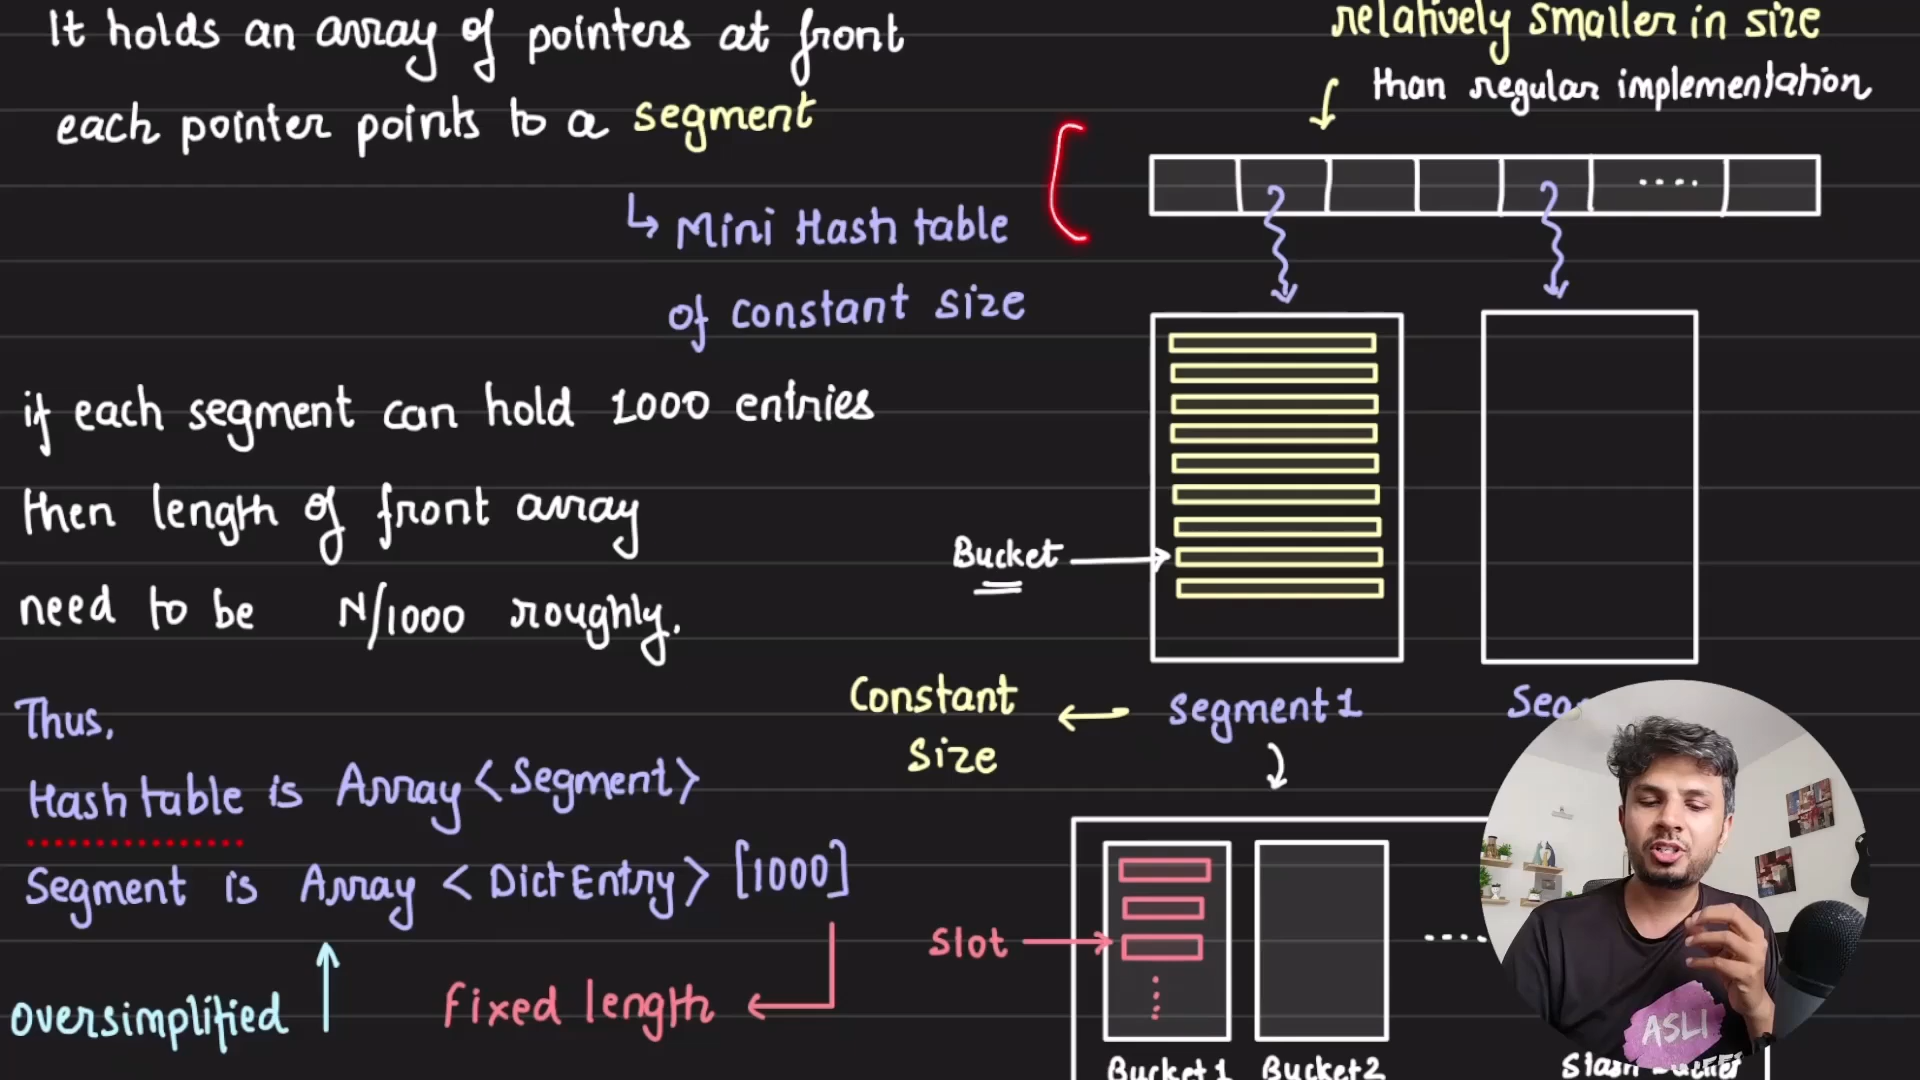 It holds an array of pointers at front
each pointer points to a segment
↳ Mini Hash table
of constant size
if each segment can hold 1000 entries
then length of front array
need to be N/1000 roughly.
Thus,
Hash table is Array <Segment>
Segment is Array < DictEntry> [1000]
oversimplified
fixed length
relatively smaller in size
than regular implementation
....
Bucket
Constant
size
segment 1
Slot
....
Bucket 1
Bucket 2
ASLI